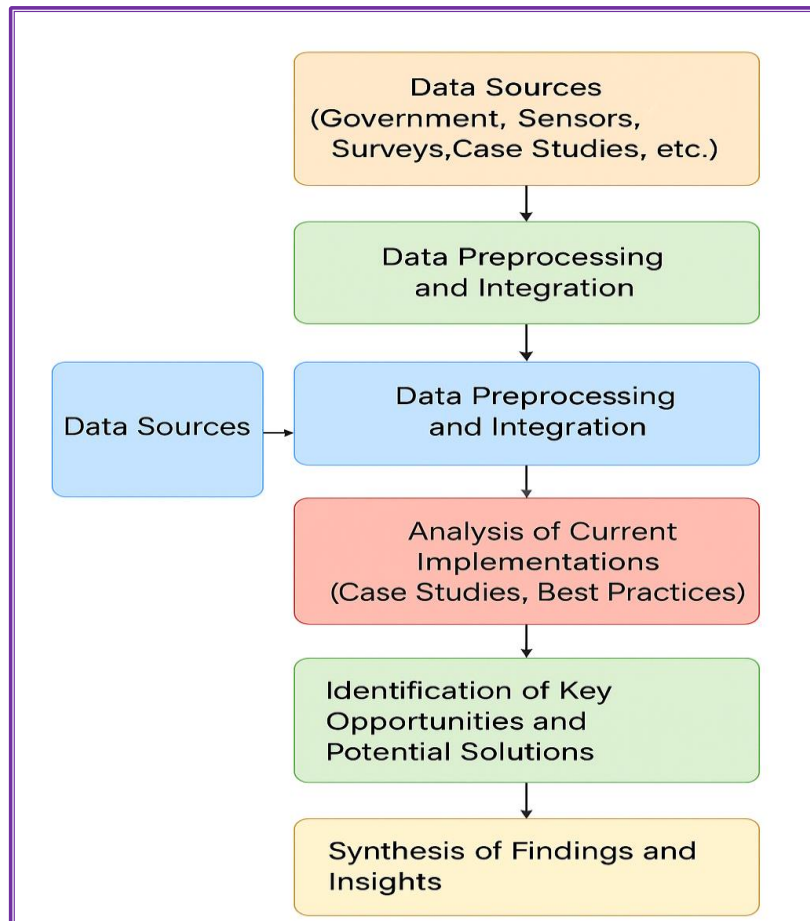 Data Sources
(Government, Sensors,
Surveys,Case Studies, etc.)
Data Preprocessing
and Integration
Data Sources
Data Preprocessing
and Integration
Analysis of Current
Implementations
(Case Studies, Best Practices)
Identification of Key
Opportunities and
Potential Solutions
Synthesis of Findings and
Insights